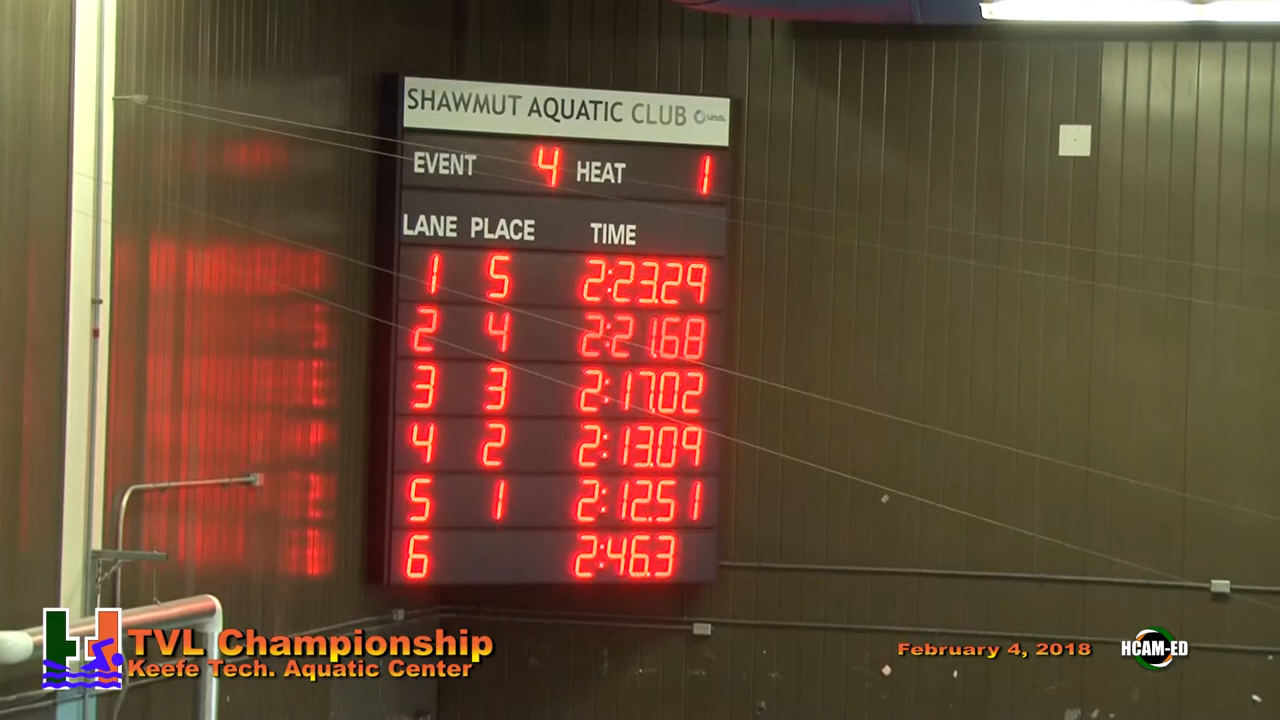 SHAWMUT AQUATIC CLUB
EVENT 4 HEAT 1
LANE PLACE TIME
1 5 2:23.29
2 4 2:21.68
3 3 2:17.02
4 2 2:13.09
5 1 2:12.51
6 2:46.3
TVL Championship
Keefe Tech. Aquatic Center
February 4, 2018
HCAM-ED